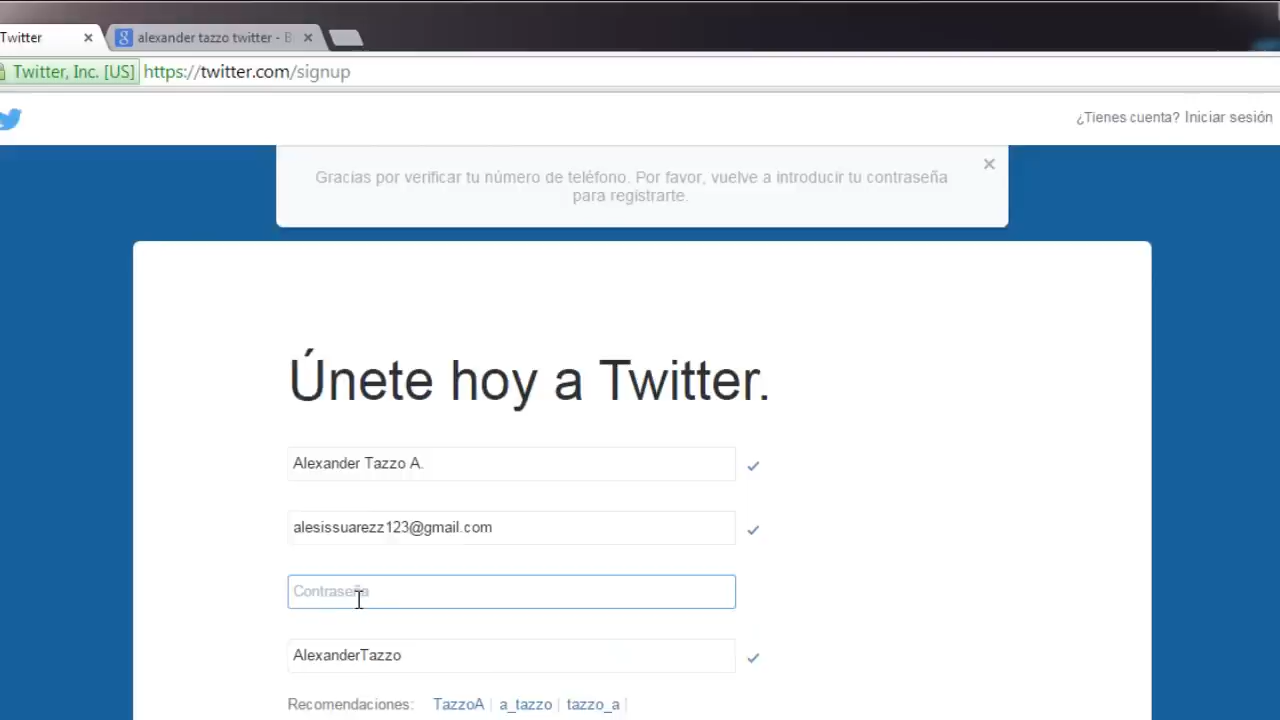 Twitter
alexander tazzo twitter - B
Twitter, Inc. [US] https://twitter.com/signup
¿Tienes cuenta? Iniciar sesión
Gracias por verificar tu número de teléfono. Por favor, vuelve a introducir tu contraseña
para registrarte.
Únete hoy a Twitter.
Alexander Tazzo A.
alesissuarezz123@gmail.com
Contraseña
AlexanderTazzo
Recomendaciones: TazzoA | a_tazzo | tazzo_a |